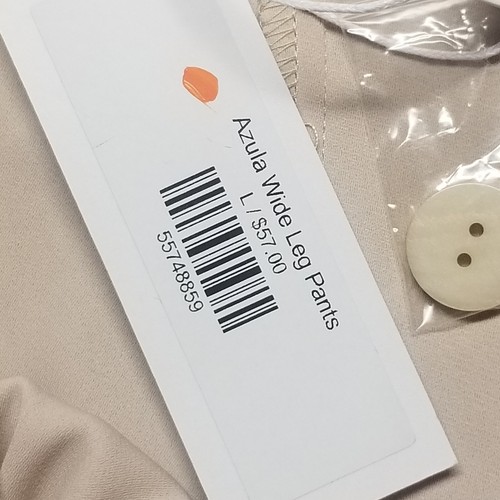 Azula Wide Leg Pants
L / $57.00
55748859